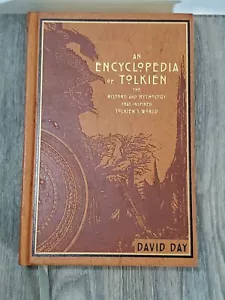 AN
ENCYCLOPEDIA
OF TOLKIEN
THE
HISTORY AND MYTHOLOGY
THAT INSPIRED
TOLKIEN'S WORLD
DAVID DAY